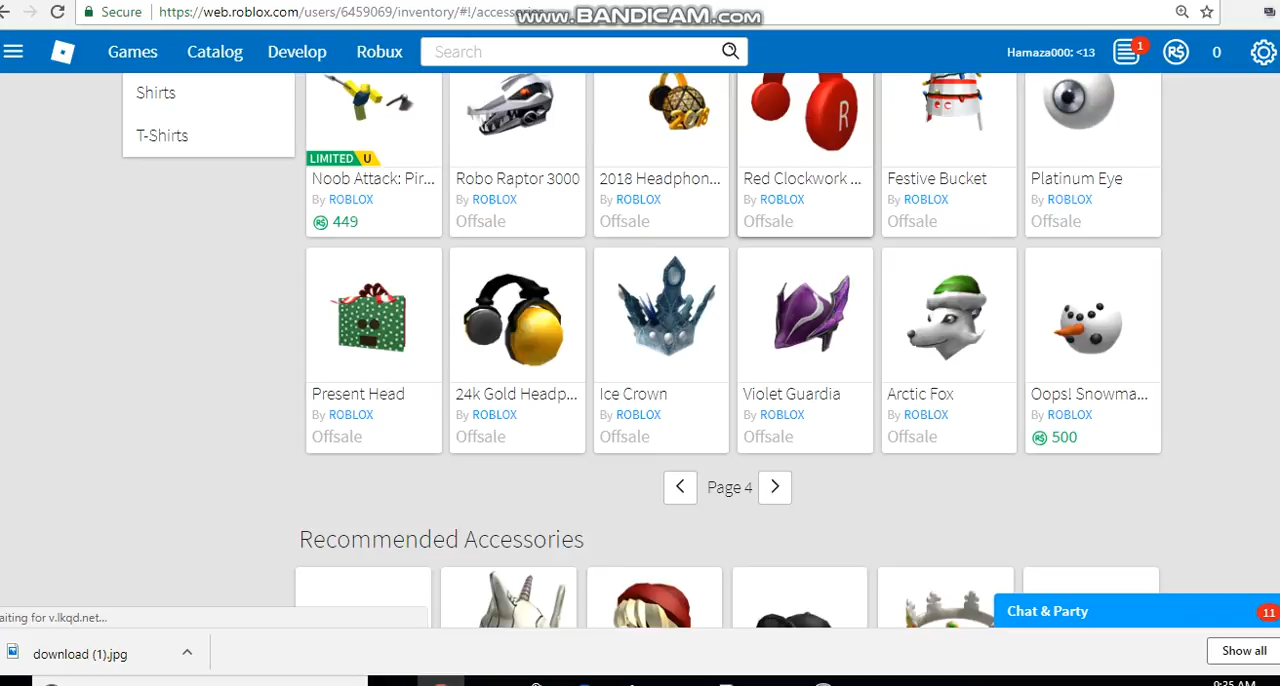 Secure
https://web.roblox.com/users/6459069/inventory/#!/accessories
www.BANDICAM.com
Games
Catalog
Develop
Robux
Search
Hamaza000: <13
1
R$
0
Shirts
T-Shirts
2018
R
LIMITED U
Noob Attack: Pir...
By ROBLOX
R$ 449
Robo Raptor 3000
By ROBLOX
Offsale
2018 Headphon...
By ROBLOX
Offsale
Red Clockwork ...
By ROBLOX
Offsale
Festive Bucket
By ROBLOX
Offsale
Platinum Eye
By ROBLOX
Offsale
Present Head
By ROBLOX
Offsale
24k Gold Headp...
By ROBLOX
Offsale
Ice Crown
By ROBLOX
Offsale
Violet Guardia
By ROBLOX
Offsale
Arctic Fox
By ROBLOX
Offsale
Oops! Snowma...
By ROBLOX
R$ 500
Page 4
Recommended Accessories
Chat & Party
11
aiting for v.lkqd.net...
download (1).jpg
Show all
9:35 AM